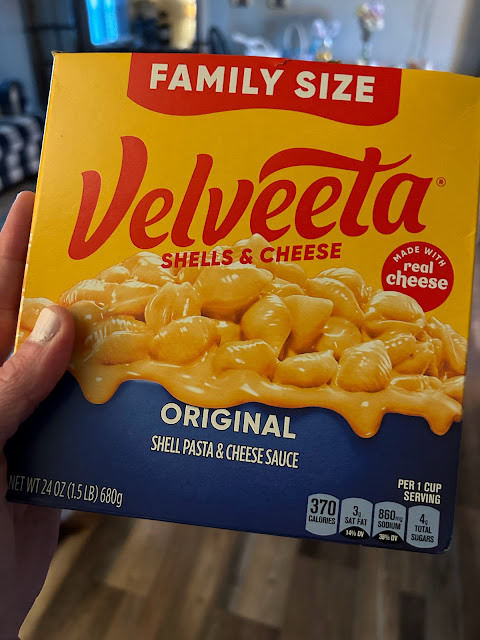 FAMILY SIZE
Velveeta®
SHELLS & CHEESE
MADE WITH
real
cheese
ORIGINAL
SHELL PASTA & CHEESE SAUCE
NET WT 24 OZ (1.5 LB) 680g
PER 1 CUP
SERVING
370
CALORIES
3g
SAT FAT
14% DV
860mg
SODIUM
38% DV
4g
TOTAL
SUGARS